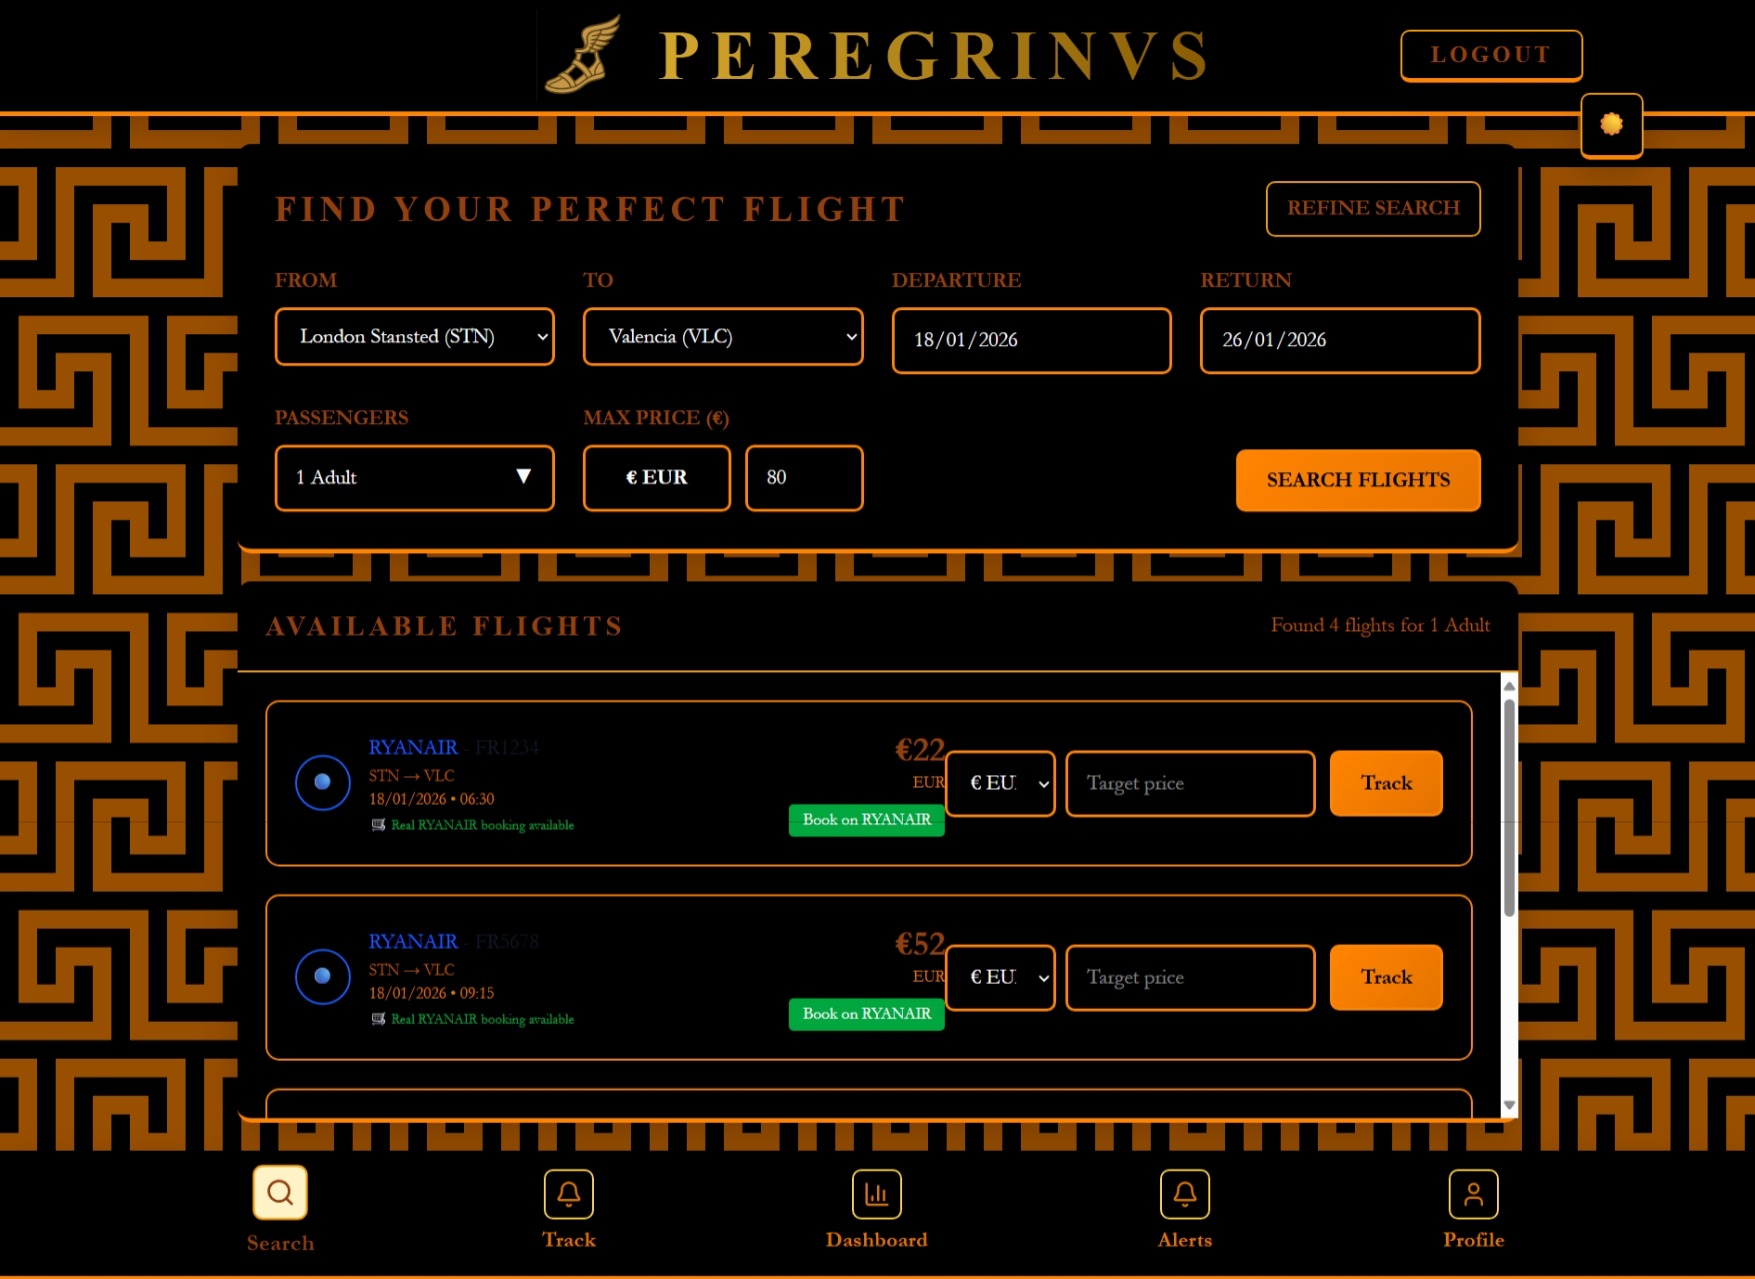 PEREGRINVS
LOGOUT
FIND YOUR PERFECT FLIGHT
REFINE SEARCH
FROM
TO
DEPARTURE
RETURN
London Stansted (STN)
Valencia (VLC)
18/01/2026
26/01/2026
PASSENGERS
MAX PRICE (€)
1 Adult
€ EUR
80
SEARCH FLIGHTS
AVAILABLE FLIGHTS
Found 4 flights for 1 Adult
RYANAIR - FR1234
STN → VLC
18/01/2026 • 06:30
Real RYANAIR booking available
€22
EUR
Book on RYANAIR
€ EU
Target price
Track
RYANAIR - FR5678
STN → VLC
18/01/2026 • 09:15
Real RYANAIR booking available
€52
EUR
Book on RYANAIR
€ EU
Target price
Track
Search
Track
Dashboard
Alerts
Profile